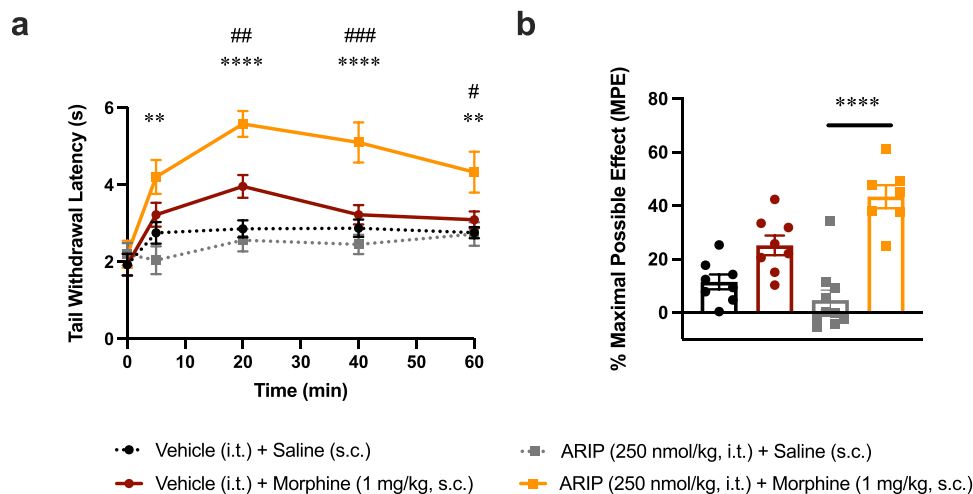 a
b
##
###
****
****
#
**
**
Tail Withdrawal Latency (s)
6
4
2
0
0
10
20
30
40
50
60
Time (min)
% Maximal Possible Effect (MPE)
80
60
40
20
0
****
Vehicle (i.t.) + Saline (s.c.)
ARIP (250 nmol/kg, i.t.) + Saline (s.c.)
Vehicle (i.t.) + Morphine (1 mg/kg, s.c.)
ARIP (250 nmol/kg, i.t.) + Morphine (1 mg/kg, s.c.)